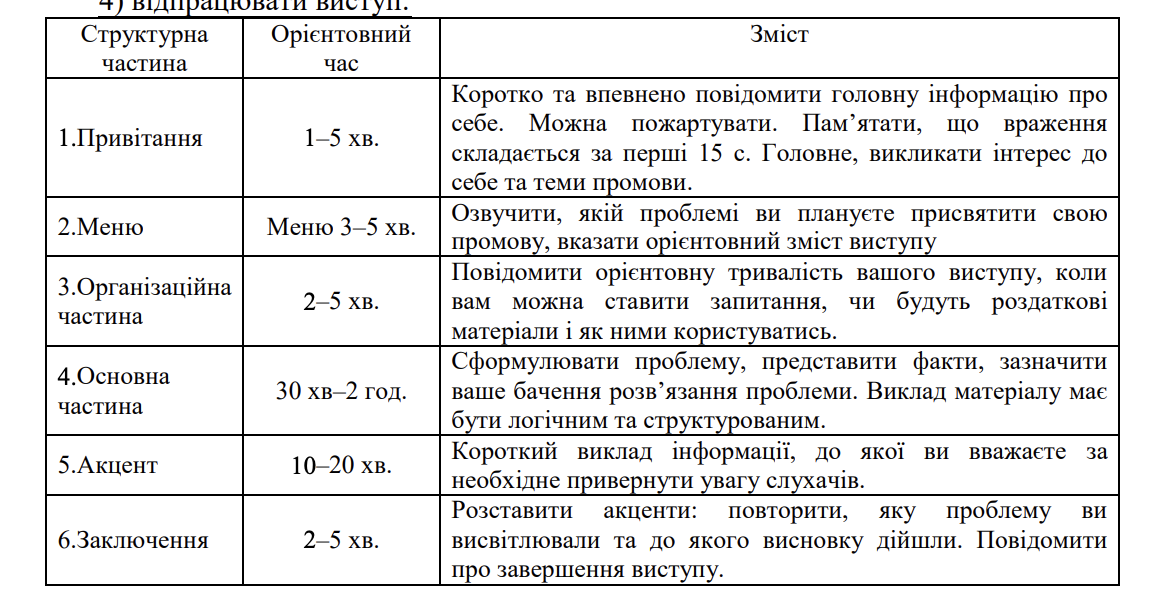 4) відпрацювати виступ.
Структурна частина
Орієнтовний час
Зміст
1.Привітання
1–5 хв.
Коротко та впевнено повідомити головну інформацію про
себе. Можна пожартувати. Пам’ятати, що враження
складається за перші 15 с. Головне, викликати інтерес до
себе та теми промови.
2.Меню
Меню 3–5 хв.
Озвучити, якій проблемі ви плануєте присвятити свою
промову, вказати орієнтовний зміст виступу
3.Організаційна
частина
2–5 хв.
Повідомити орієнтовну тривалість вашого виступу, коли
вам можна ставити запитання, чи будуть роздаткові
матеріали і як ними користуватись.
4.Основна
частина
30 хв–2 год.
Сформулювати проблему, представити факти, зазначити
ваше бачення розв’язання проблеми. Виклад матеріалу має
бути логічним та структурованим.
5.Акцент
10–20 хв.
Короткий виклад інформації, до якої ви вважаєте за
необхідне привернути увагу слухачів.
6.Заключення
2–5 хв.
Розставити акценти: повторити, яку проблему ви
висвітлювали та до якого висновку дійшли. Повідомити
про завершення виступу.